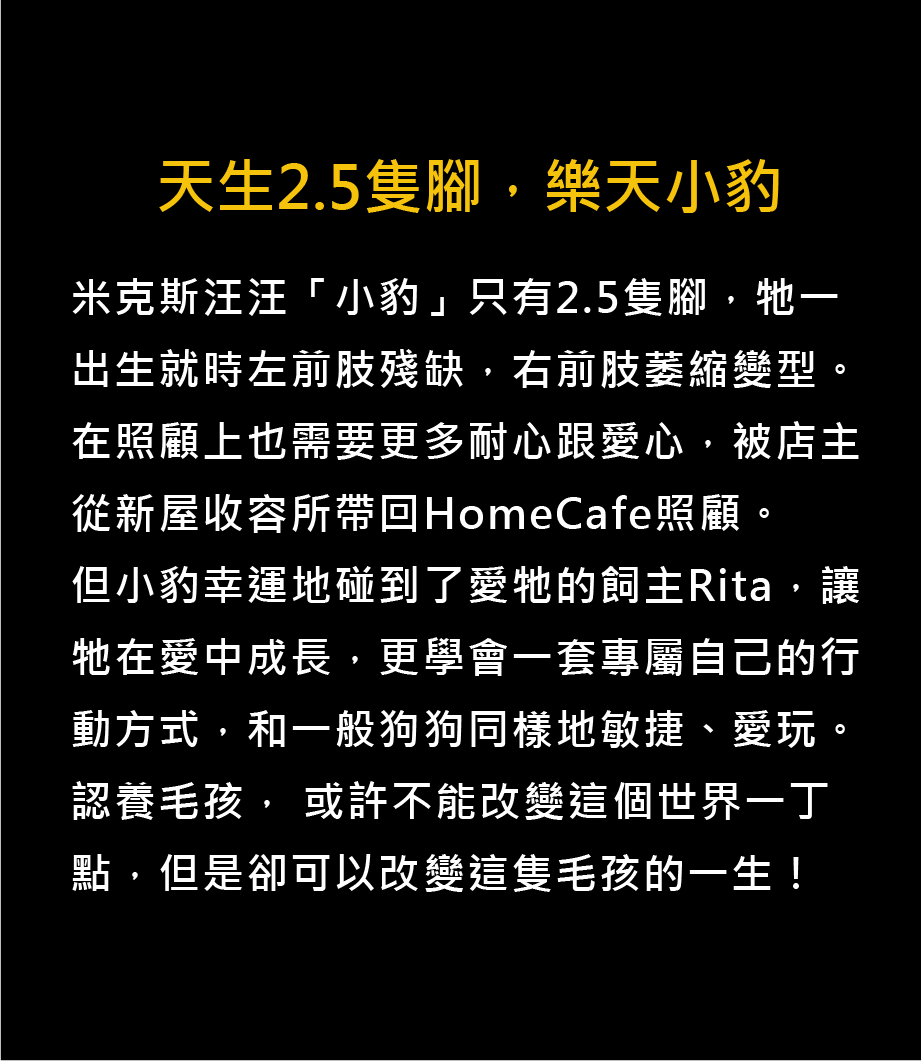 天生2.5隻腳，樂天小豹
米克斯汪汪「小豹」只有2.5隻腳，牠一
出生就時左前肢殘缺，右前肢萎縮變型。
在照顧上也需要更多耐心跟愛心，被店主
從新屋收容所帶回HomeCafe照顧。
但小豹幸運地碰到了愛牠的飼主Rita，讓
牠在愛中成長，更學會一套專屬自己的行
動方式，和一般狗狗同樣地敏捷、愛玩。
認養毛孩， 或許不能改變這個世界一丁
點，但是卻可以改變這隻毛孩的一生！